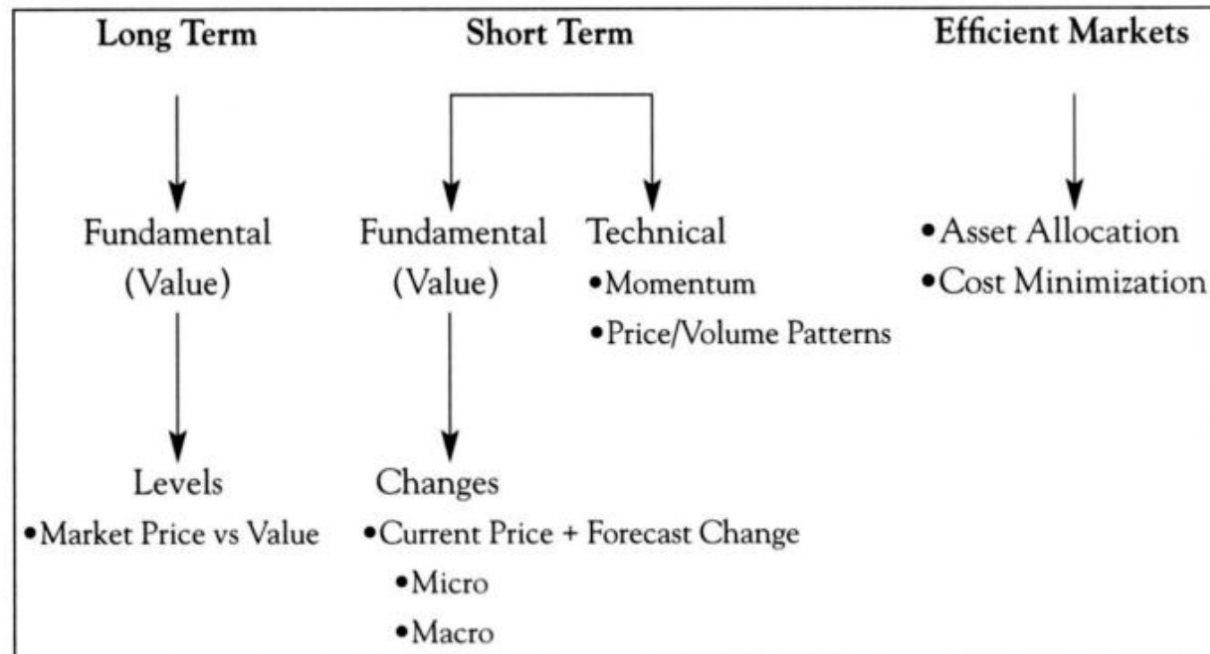 Long Term
Short Term
Efficient Markets
Fundamental
(Value)
Fundamental
(Value)
Technical
•Momentum
•Price/Volume Patterns
•Asset Allocation
•Cost Minimization
Levels
•Market Price vs Value
Changes
•Current Price + Forecast Change
•Micro
•Macro